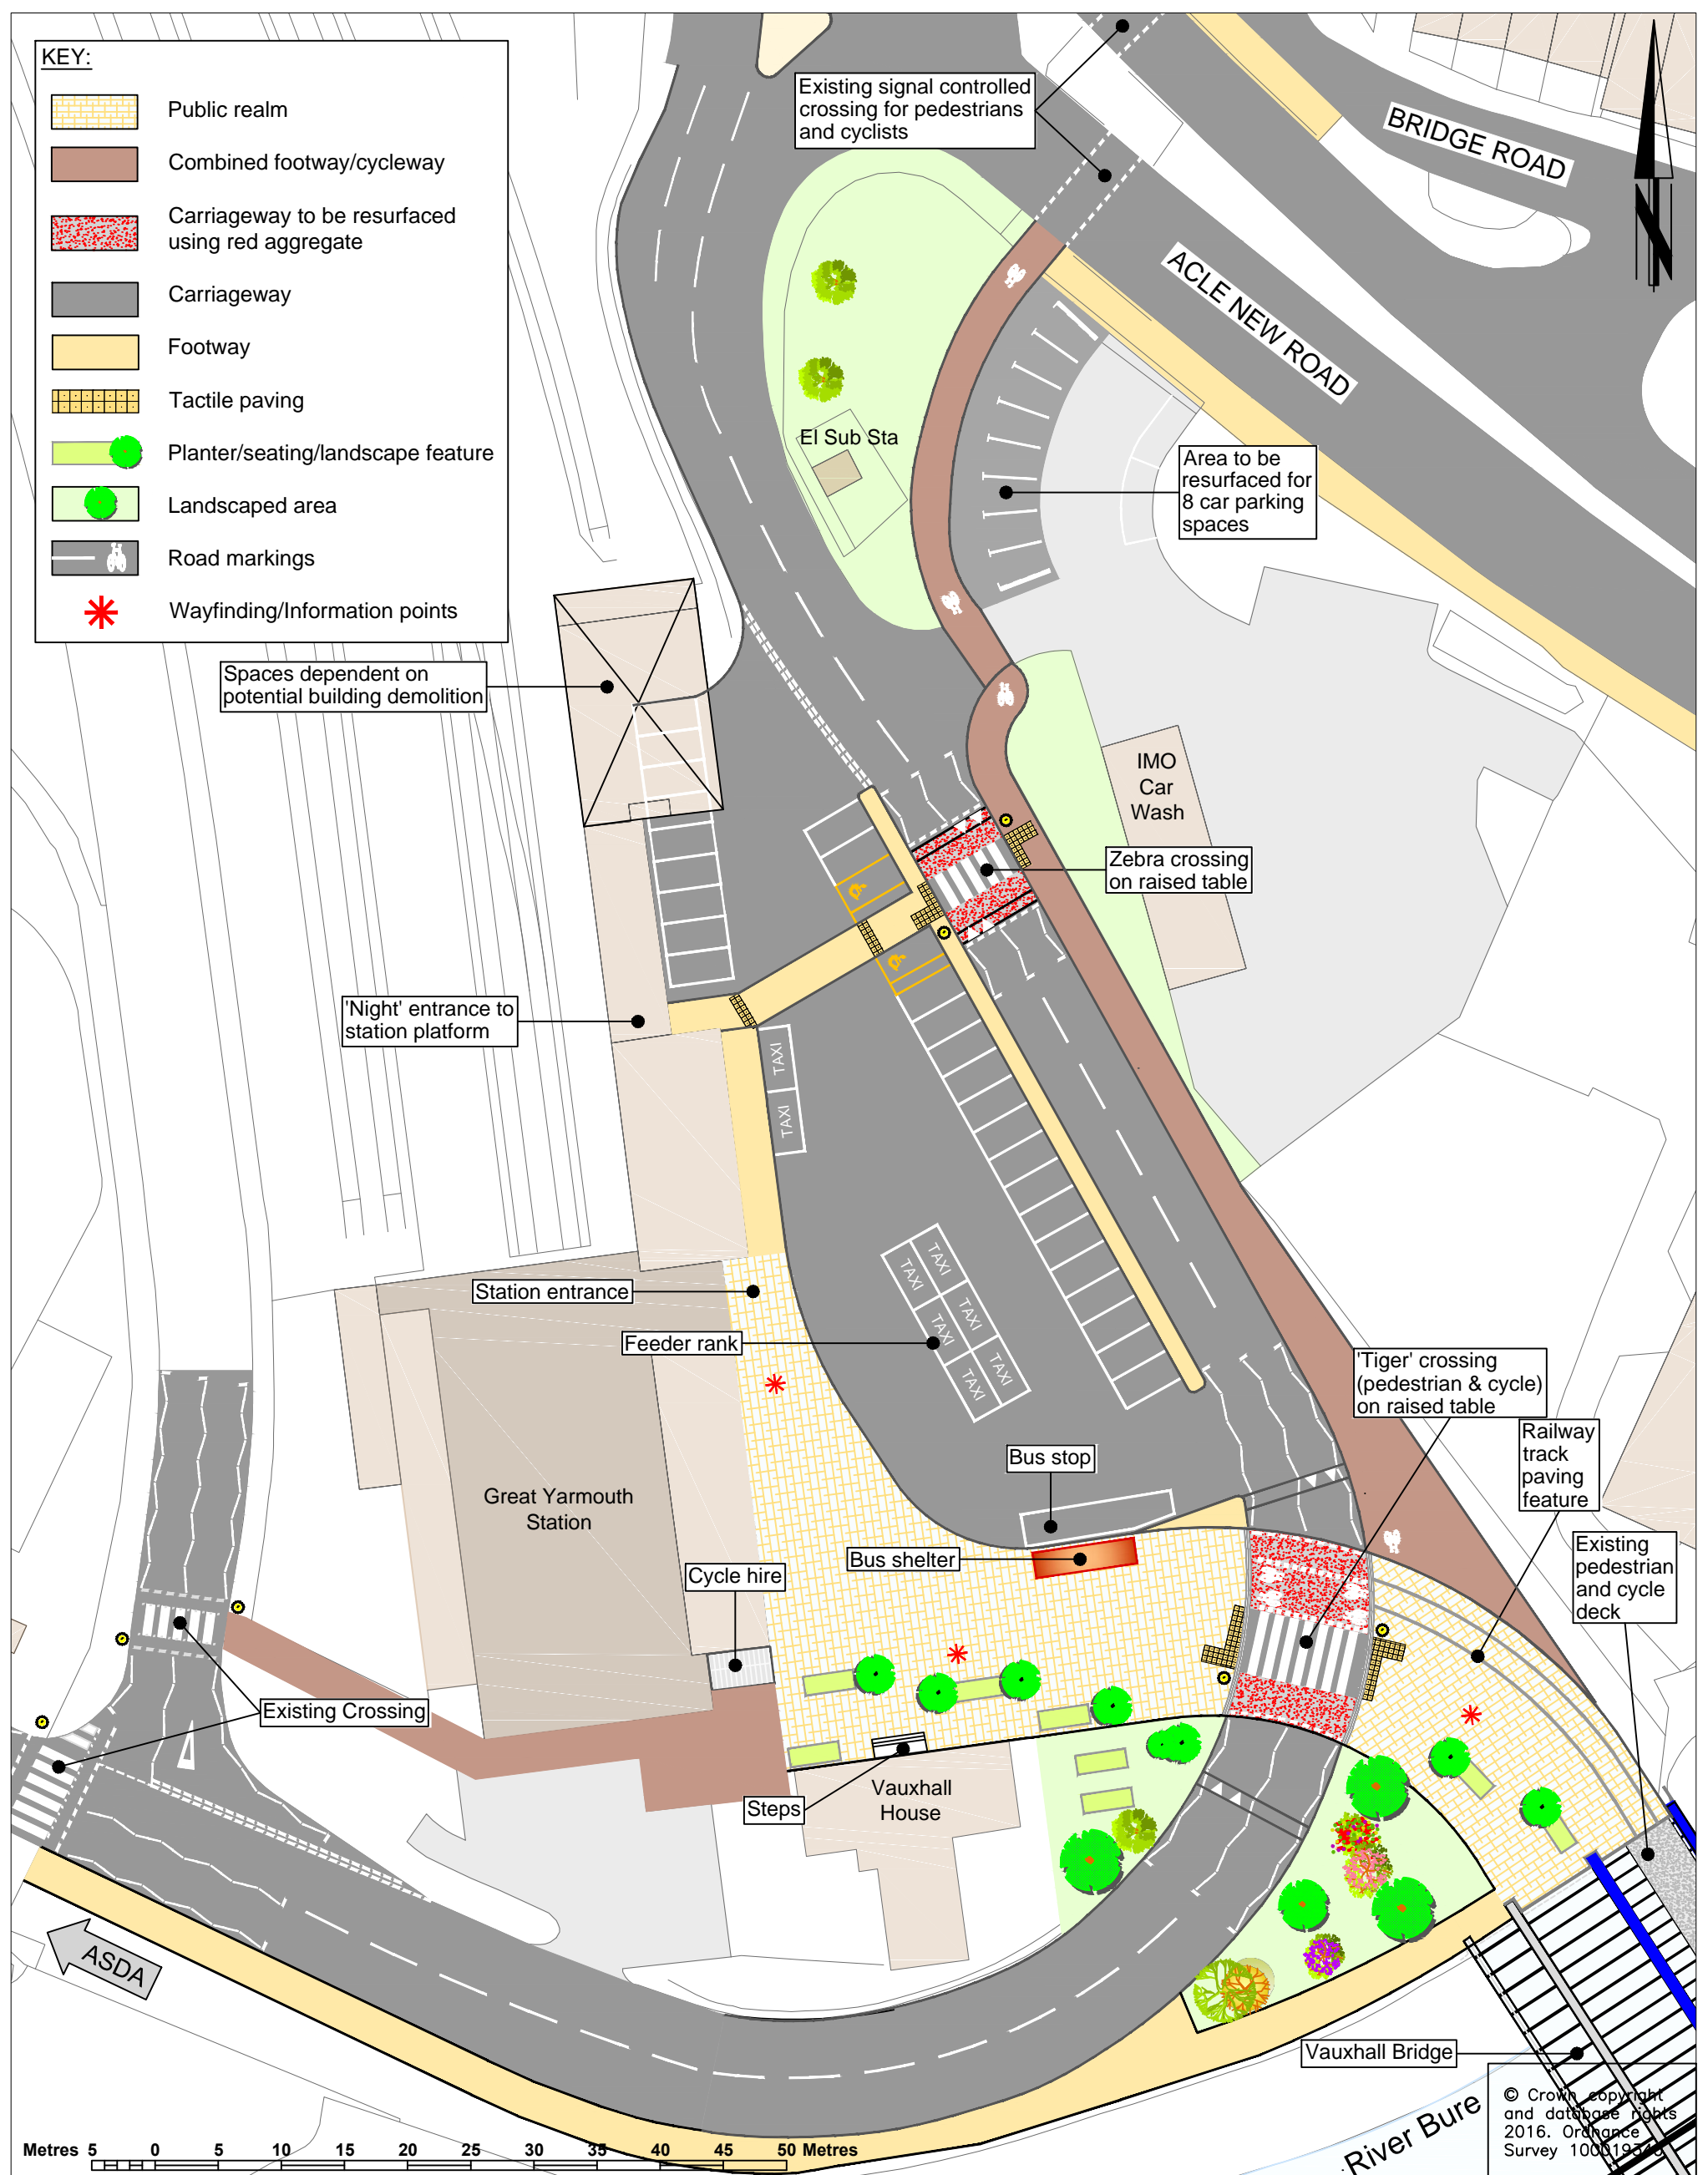 KEY:
Public realm
Combined footway/cycleway
Carriageway to be resurfaced
using red aggregate
Carriageway
Footway
Tactile paving
Planter/seating/landscape feature
Landscaped area
Road markings
Wayfinding/Information points
Existing signal controlled
crossing for pedestrians
and cyclists
BRIDGE ROAD
N
ACLE NEW ROAD
El Sub Sta
Area to be
resurfaced for
8 car parking
spaces
Spaces dependent on
potential building demolition
IMO
Car
Wash
Zebra crossing
on raised table
'Night' entrance to
station platform
TAXI
TAXI
Station entrance
Feeder rank
TAXI
TAXI
TAXI
TAXI
TAXI
TAXI
'Tiger' crossing
(pedestrian & cycle)
on raised table
Railway
track
paving
feature
Bus stop
Great Yarmouth
Station
Bus shelter
Existing
pedestrian
and cycle
deck
Cycle hire
Existing Crossing
Steps
Vauxhall
House
ASDA
Vauxhall Bridge
River Bure
© Crown copyright
and database rights
2016. Ordnance
Survey
Metres 5 0 5 10 15 20 25 30 35 40 45 50 Metres